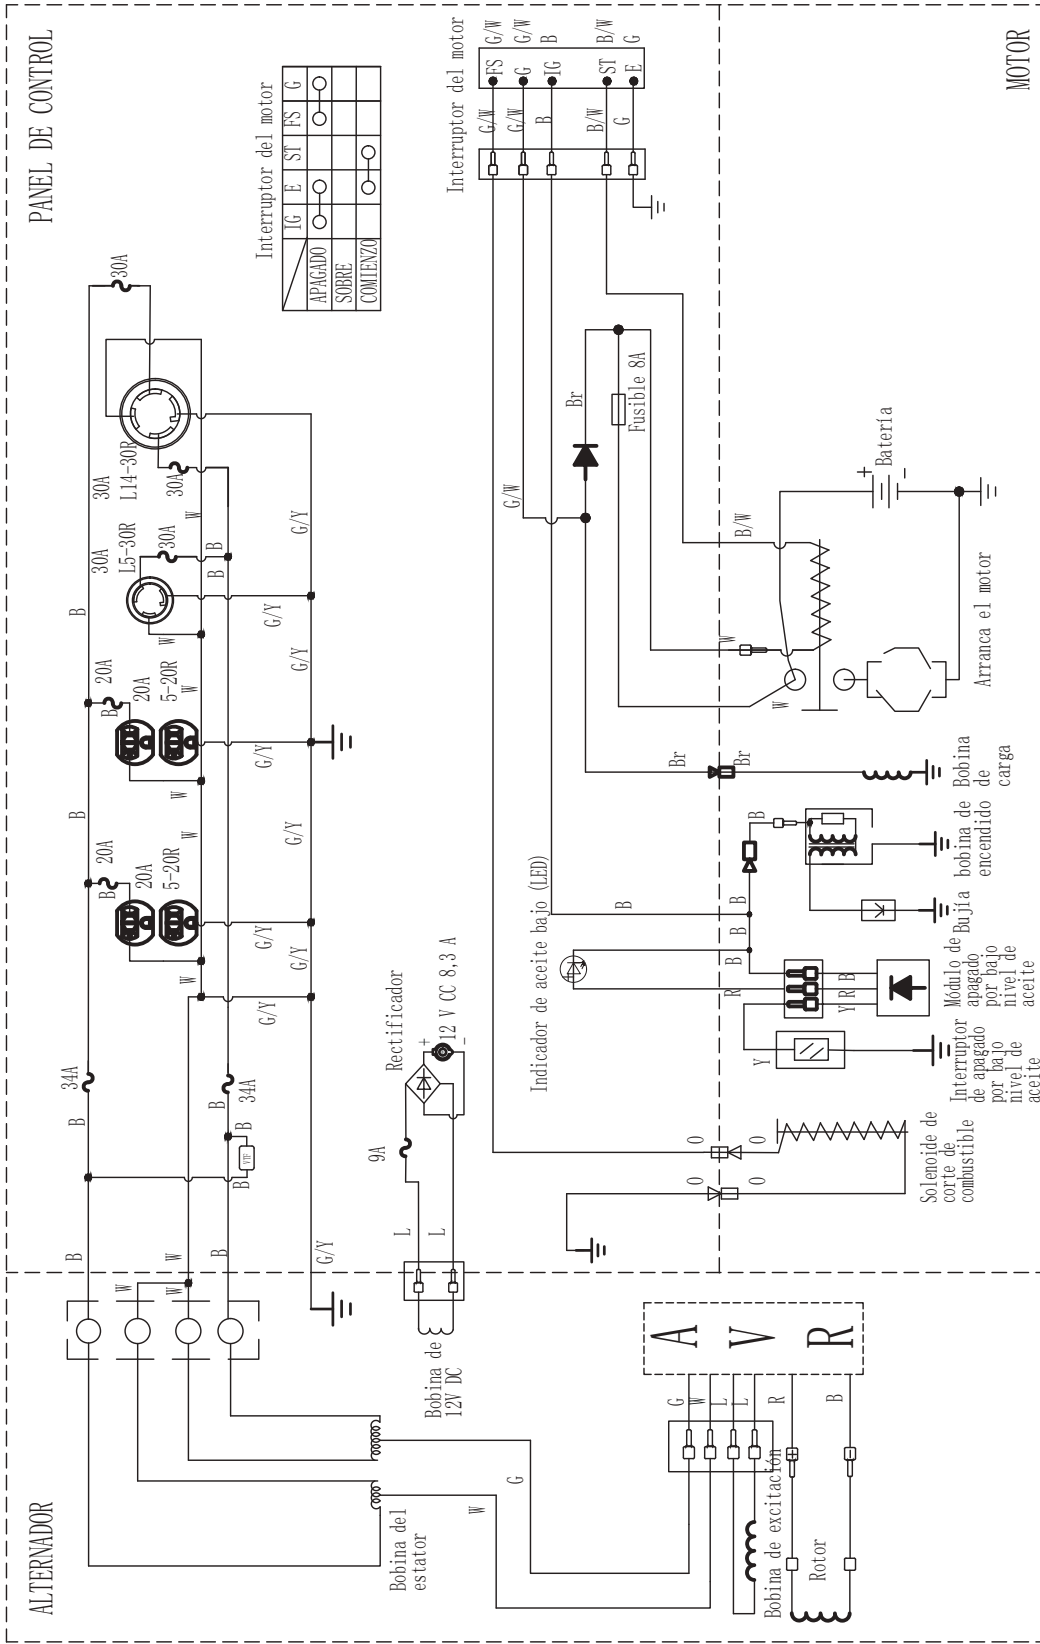 PANEL DE CONTROL
MOTOR
ALTERNADOR
Interruptor del motor
IG E ST FS G
APAGADO
SOBRE
COMIENZO
Interruptor del motor
G/W G/W B B/W G
FS G IG ST E
G/W G/W B B/W G
30A
30A
L14-30R
30A
30A
L5-30R
30A
20A
20A
5-20R
20A
20A
5-20R
34A
34A
VTF
B
B
B
B
B
B
B
B
B
B
B
B
W
W
W
W
W
W
W
W
W
G/Y
G/Y
G/Y
G/Y
G/Y
G/Y
G/Y
G/Y
Rectificador
+
12 V CC 8,3 A
-
9A
L
L
Bobina de
12V DC
Br
Fusible 8A
G/W
B/W
+
Batería
-
W
W
Arranca el motor
Br
Br
Bobina
de
carga
bobina de
encendido
Bujía
Indicador de aceite bajo (LED)
B
B
B
B
B
R
Y R B
Y
Módulo de
apagado
por bajo
nivel de
aceite
Interruptor
de apagado
por bajo
nivel de
aceite
Solenoide de
corte de
combustible
O O
O O
Bobina del
estator
G
W
A V R
G W L L R B
Bobina de excitación
+
-
Rotor